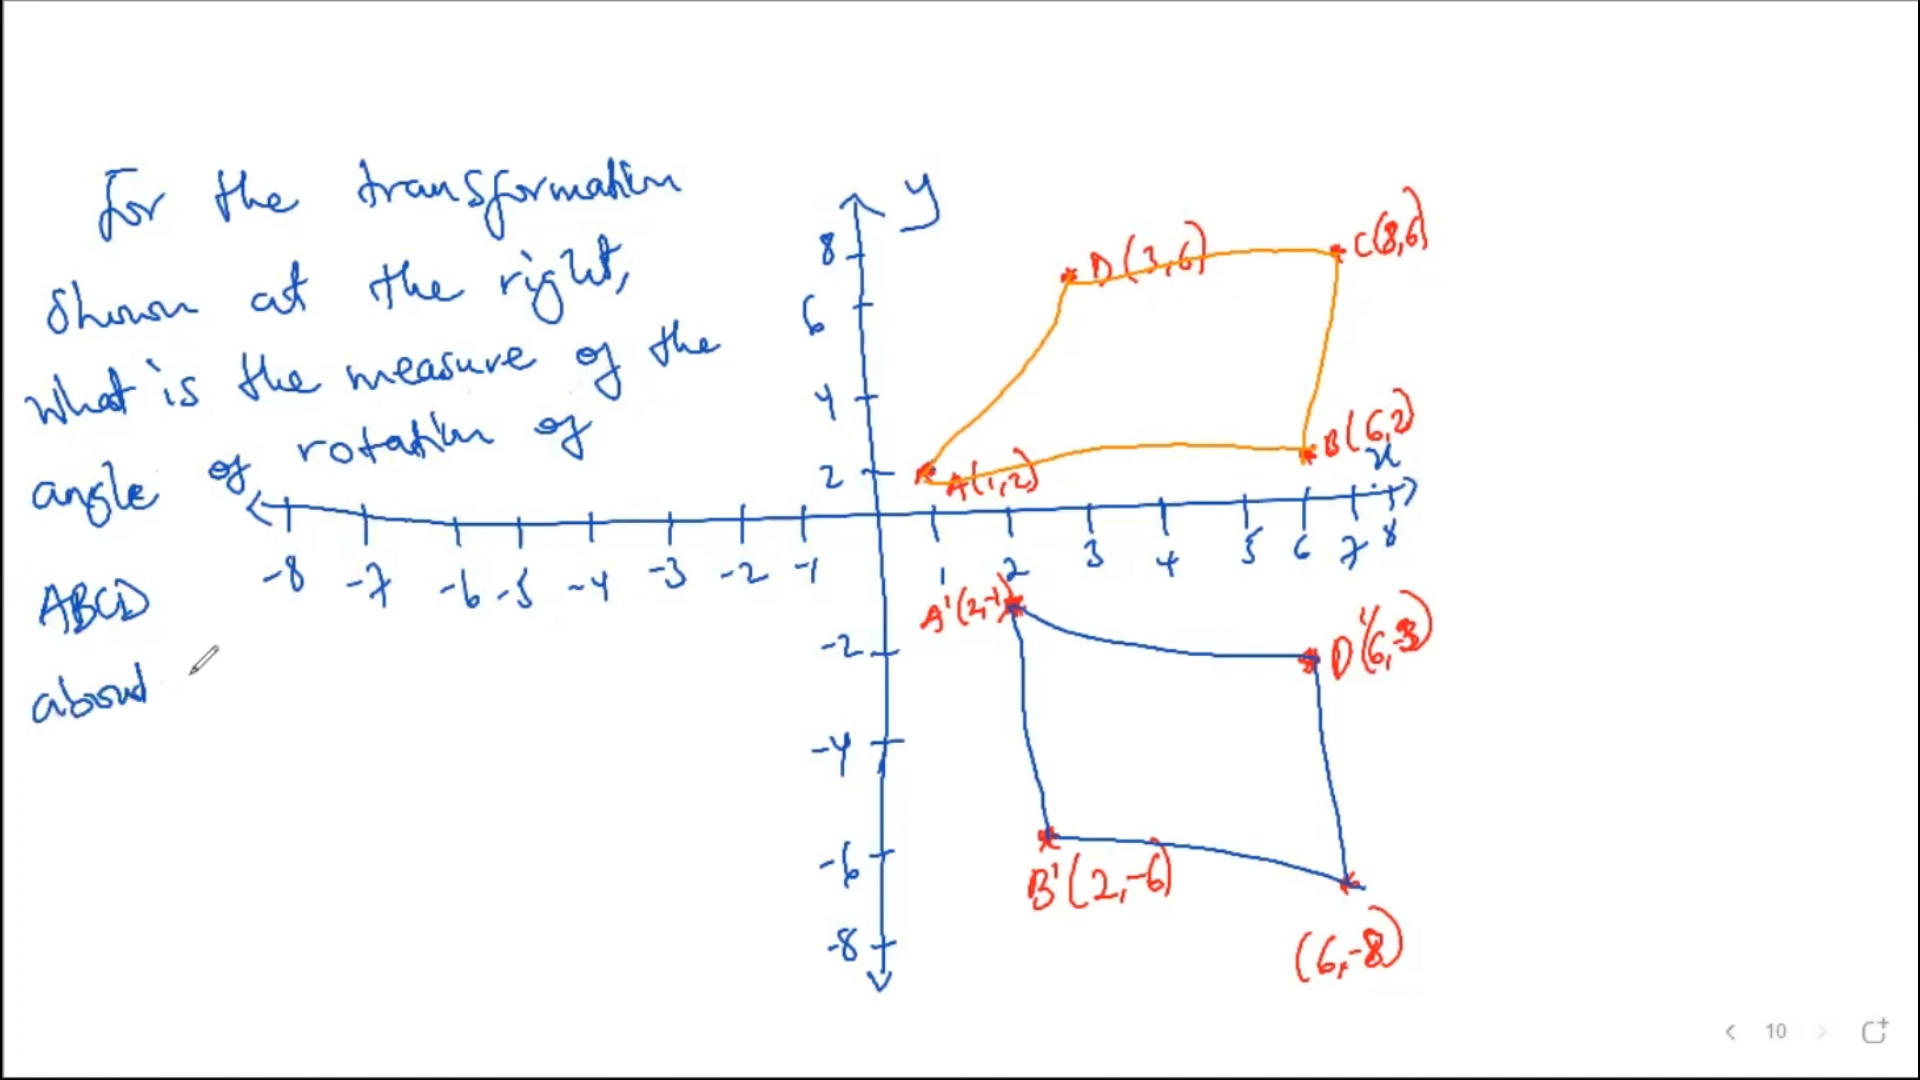 For the transformation
shown at the right,
what is the measure of the
angle of rotation of
ABCD
about
y
8
6
4
2
-2
-4
-6
-8
x
-8 -7 -6 -5 -4 -3 -2 -1 1 2 3 4 5 6 7 8
D(3,6)
C(8,6)
A(1,2)
B(6,2)
A'(2,-1)
D'(6,-3)
B'(2,-6)
(6,-8)
10